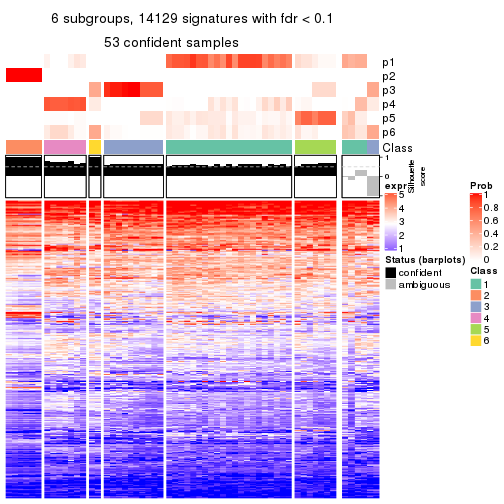 6 subgroups, 14129 signatures with fdr < 0.1
53 confident samples
p1
p2
p3
p4
p5
p6
Class
1
0
Silhouette
score
expr
5
4
3
2
1
Status (barplots)
confident
ambiguous
Prob
1
0.8
0.6
0.4
0.2
0
Class
1
2
3
4
5
6